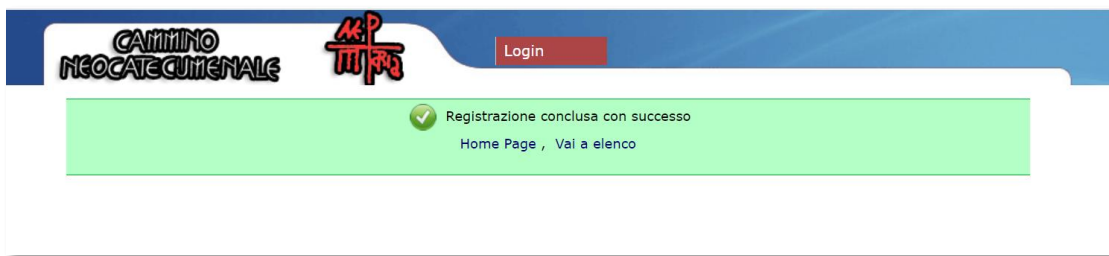 CAMMINO
NEOCATECUMENALE
Login
Registrazione conclusa con successo
Home Page , Vai a elenco